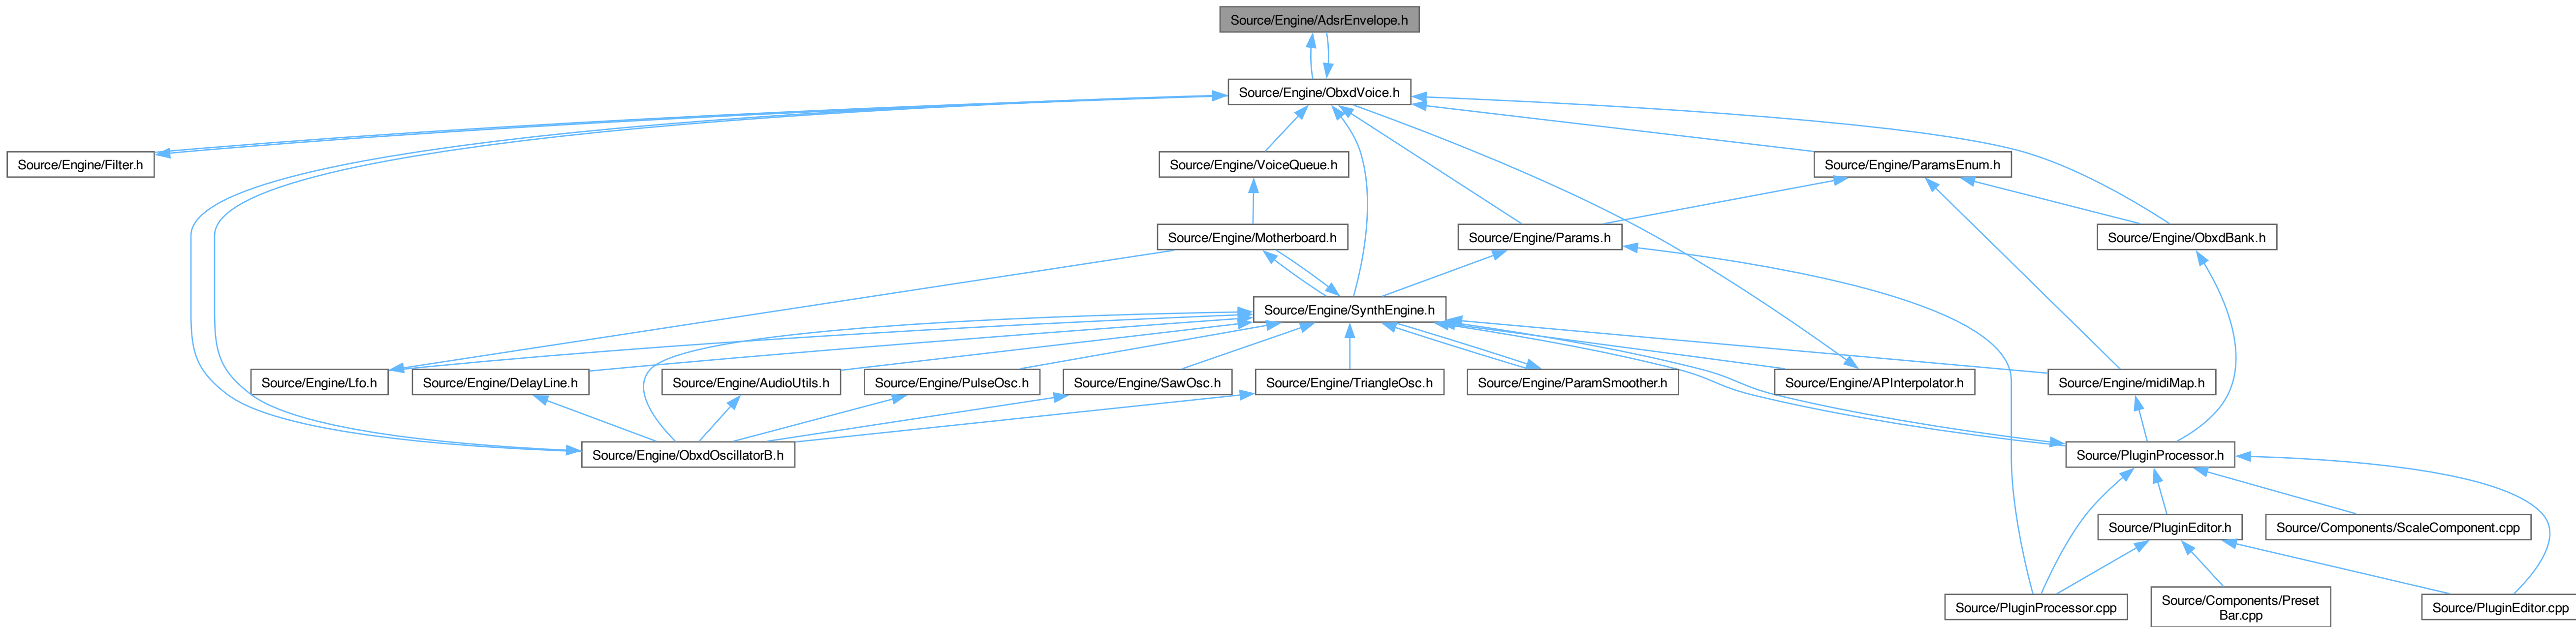 Source/Engine/AdsrEnvelope.h
Source/Engine/ObxdVoice.h
Source/Engine/Filter.h
Source/Engine/VoiceQueue.h
Source/Engine/ParamsEnum.h
Source/Engine/Motherboard.h
Source/Engine/Params.h
Source/Engine/ObxdBank.h
Source/Engine/SynthEngine.h
Source/Engine/Lfo.h
Source/Engine/DelayLine.h
Source/Engine/AudioUtils.h
Source/Engine/PulseOsc.h
Source/Engine/SawOsc.h
Source/Engine/TriangleOsc.h
Source/Engine/ParamSmoother.h
Source/Engine/APInterpolator.h
Source/Engine/midiMap.h
Source/Engine/ObxdOscillatorB.h
Source/PluginProcessor.h
Source/PluginEditor.h
Source/Components/ScaleComponent.cpp
Source/PluginProcessor.cpp
Source/Components/Preset
Bar.cpp
Source/PluginEditor.cpp